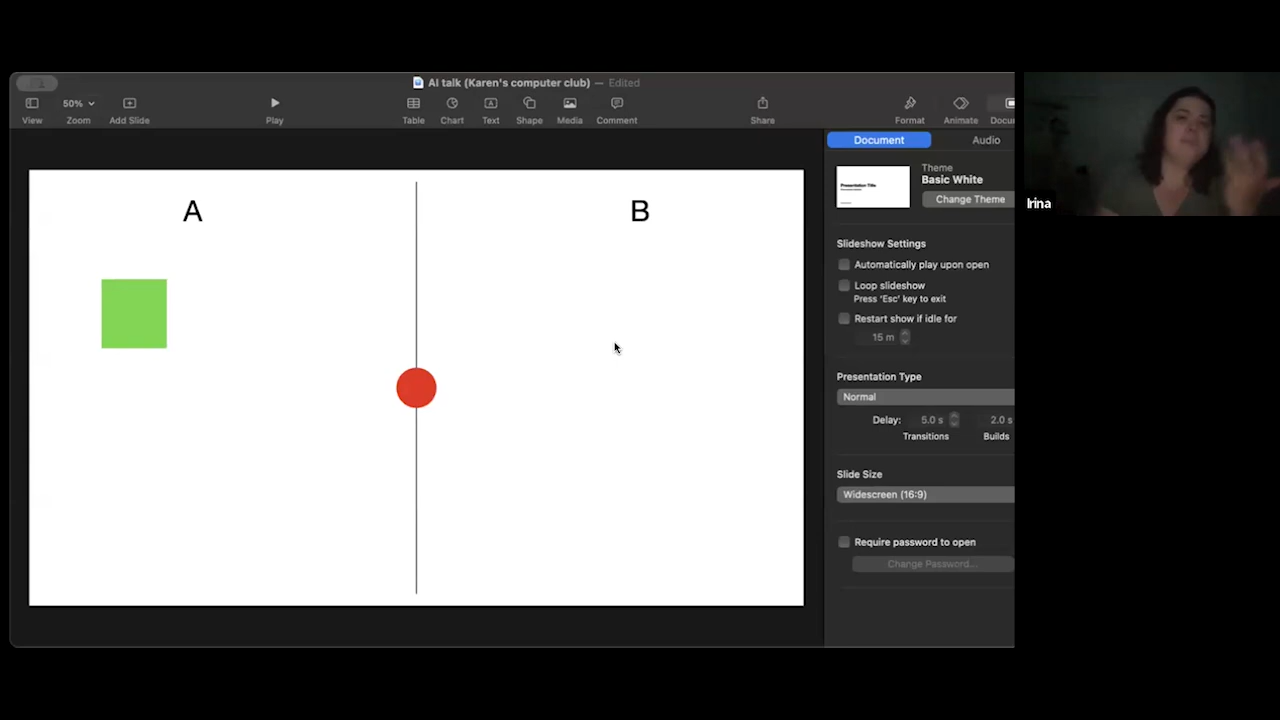 AI talk (Karen's computer club) — Edited
50%
View
Zoom
Add Slide
Play
Table
Chart
Text
Shape
Media
Comment
Share
Format
Animate
Document
Audio
A
B
Presentation Title
Theme
Basic White
Change Theme
Slideshow Settings
Automatically play upon open
Loop slideshow
Press ‘Esc’ key to exit
Restart show if idle for
15 m
Presentation Type
Normal
Delay: 5.0 s 2.0 s
Transitions Builds
Slide Size
Widescreen (16:9)
Require password to open
Change Password...
Irina